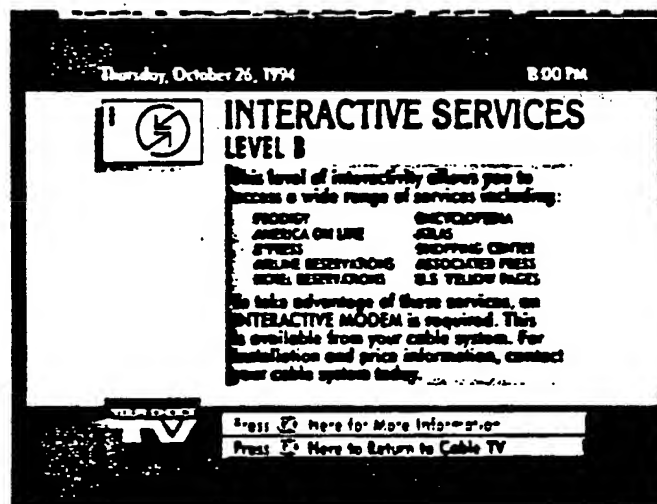 Thursday, October 26, 1994 8:00 PM
INTERACTIVE SERVICES
LEVEL B
This level of interactivity allows you to
access a wide range of services including:
PRODIGY ENCYCLOPEDIA
AMERICA ON LINE ATLAS
X*PRESS SHOPPING CENTER
AIRLINE RESERVATIONS ASSOCIATED PRESS
HOTEL RESERVATIONS U.S. YELLOW PAGES
To take advantage of these services, an
INTERACTIVE MODEM is required. This
is available from your cable system. For
installation and price information, contact
your cable system today.
TV
Press Here for More Information
Press Here to Return to Cable TV